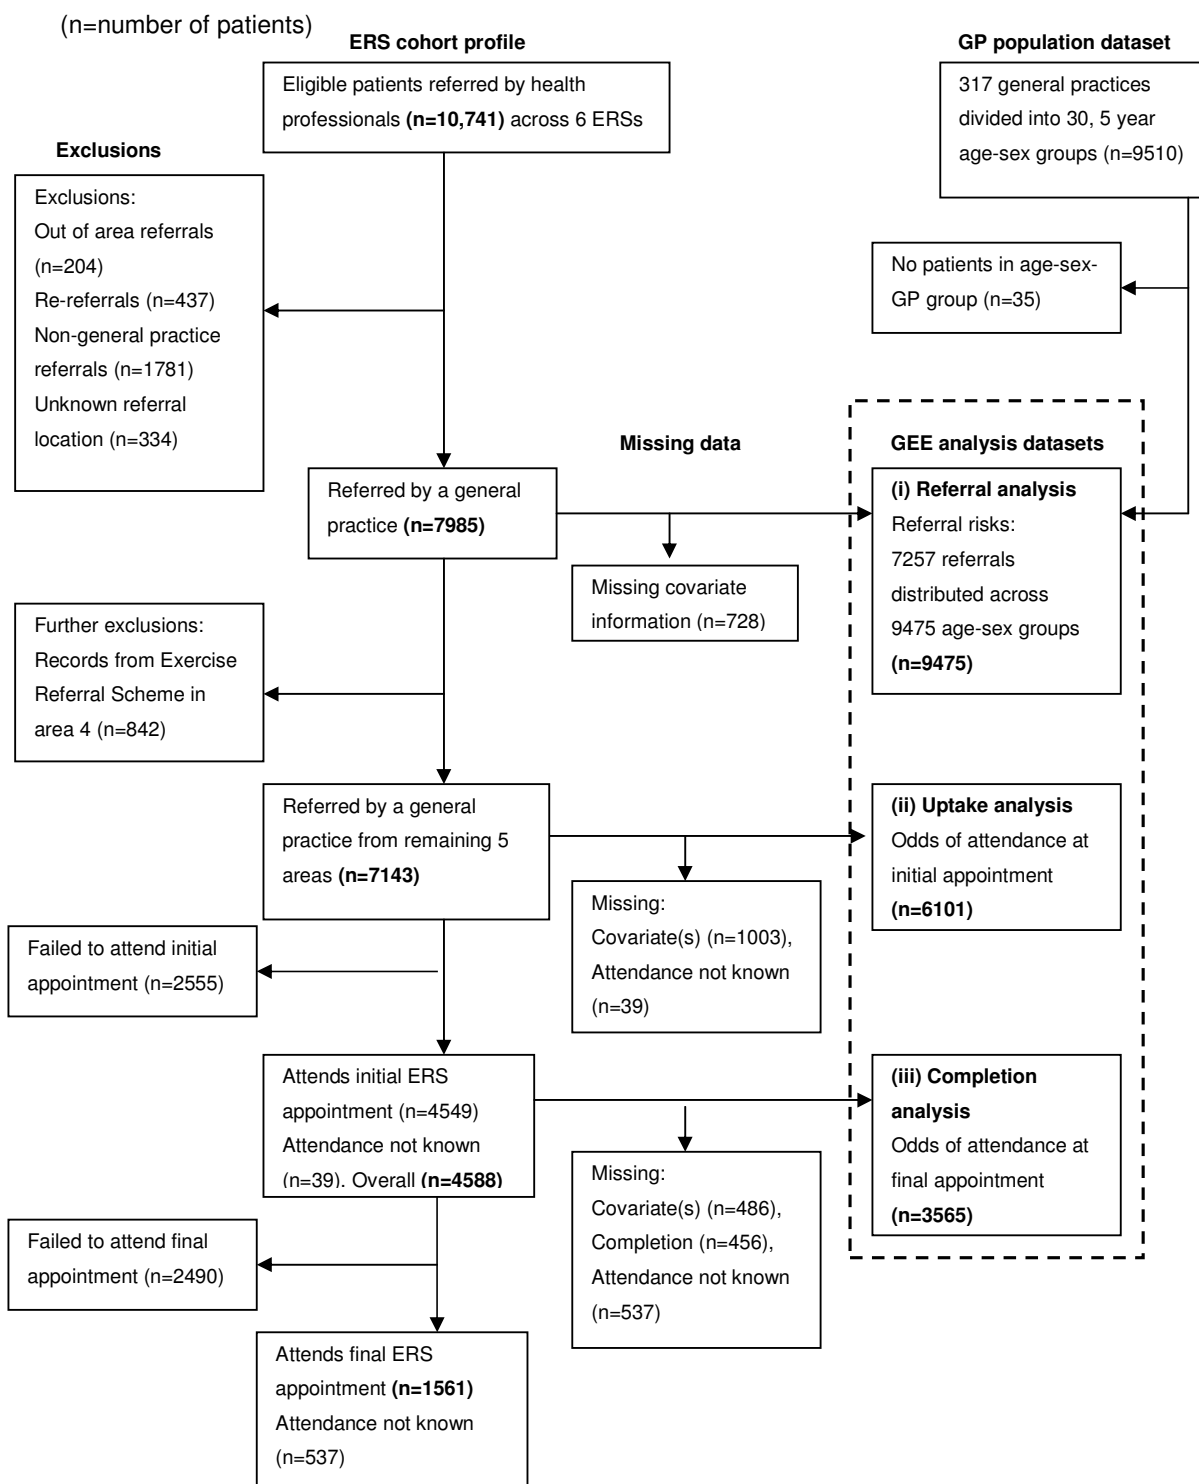 (n=number of patients)
ERS cohort profile
GP population dataset
Eligible patients referred by health
professionals (n=10,741) across 6 ERSs
317 general practices
divided into 30, 5 year
age-sex groups (n=9510)
Exclusions
Exclusions:
Out of area referrals
(n=204)
Re-referrals (n=437)
Non-general practice
referrals (n=1781)
Unknown referral
location (n=334)
No patients in age-sex-
GP group (n=35)
Missing data
GEE analysis datasets
Referred by a general
practice (n=7985)
(i) Referral analysis
Referral risks:
7257 referrals
distributed across
9475 age-sex groups
(n=9475)
Missing covariate
information (n=728)
Further exclusions:
Records from Exercise
Referral Scheme in
area 4 (n=842)
Referred by a general
practice from remaining 5
areas (n=7143)
(ii) Uptake analysis
Odds of attendance at
initial appointment
(n=6101)
Missing:
Covariate(s) (n=1003),
Attendance not known
(n=39)
Failed to attend initial
appointment (n=2555)
Attends initial ERS
appointment (n=4549)
Attendance not known
(n=39). Overall (n=4588)
(iii) Completion
analysis
Odds of attendance at
final appointment
(n=3565)
Missing:
Covariate(s) (n=486),
Completion (n=456),
Attendance not known
(n=537)
Failed to attend final
appointment (n=2490)
Attends final ERS
appointment (n=1561)
Attendance not known
(n=537)